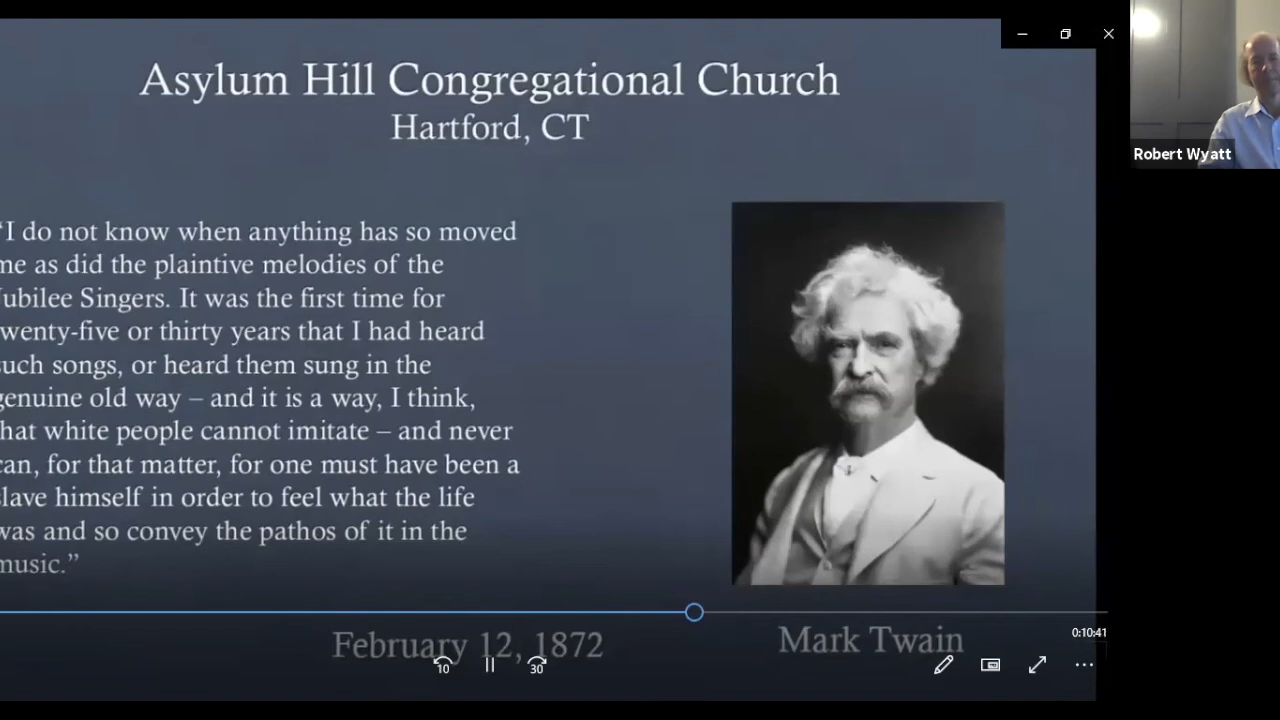 Asylum Hill Congregational Church
Hartford, CT
“I do not know when anything has so moved
me as did the plaintive melodies of the
Jubilee Singers. It was the first time for
twenty-five or thirty years that I had heard
such songs, or heard them sung in the
genuine old way – and it is a way, I think,
that white people cannot imitate – and never
can, for that matter, for one must have been a
slave himself in order to feel what the life
was and so convey the pathos of it in the
music.”
February 12, 1872
Mark Twain
0:10:41
10
30
Robert Wyatt